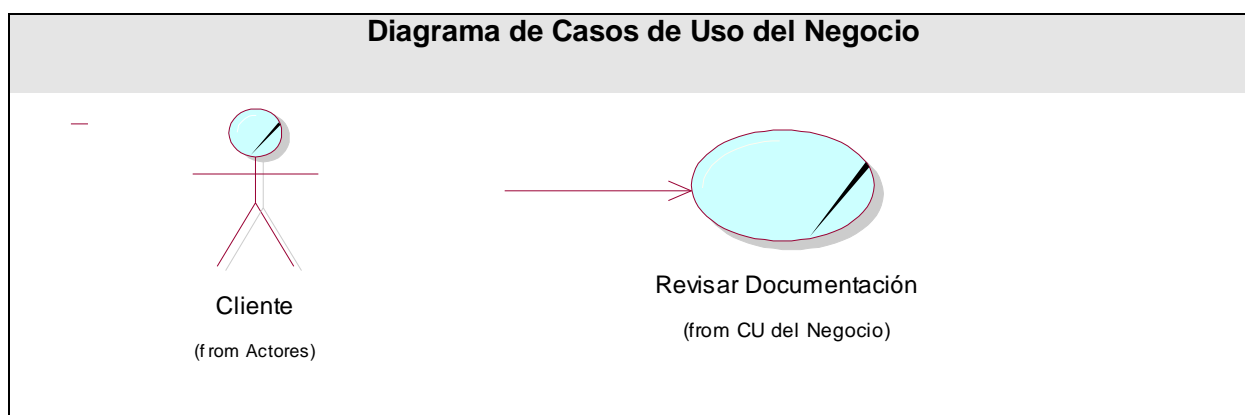 Diagrama de Casos de Uso del Negocio
Cliente
(from Actores)
Revisar Documentación
(from CU del Negocio)